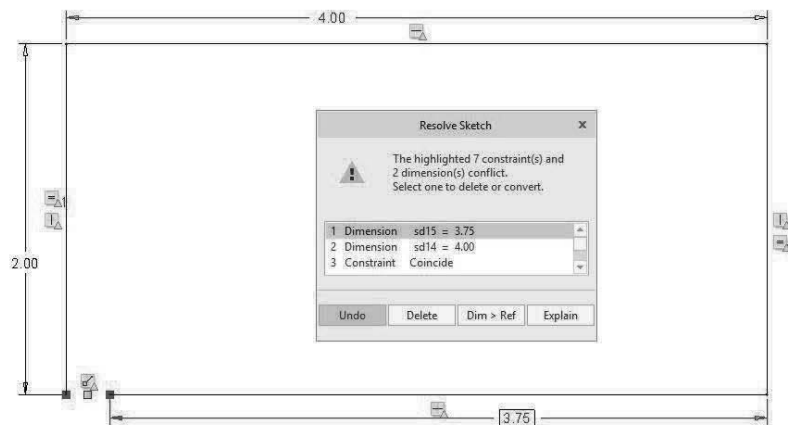 4.00
Resolve Sketch x
The highlighted 7 constraint(s) and
2 dimension(s) conflict.
Select one to delete or convert.
1 Dimension sd15 = 3.75
2 Dimension sd14 = 4.00
3 Constraint Coincide
1
2.00
Undo Delete Dim > Ref Explain
3.75